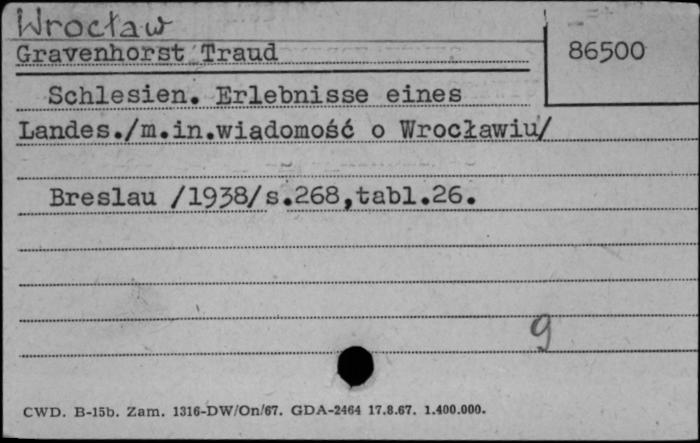 Wrocław
Gravenhorst Traud
86500
Schlesien. Erlebnisse eines
Landes./m.in.wiadomość o Wrocławiu/
Breslau /1938/s.268,tabl.26.
9
CWD. B-15b. Zam. 1316-DW/On/67. GDA-2464 17.8.67. 1.400.000.